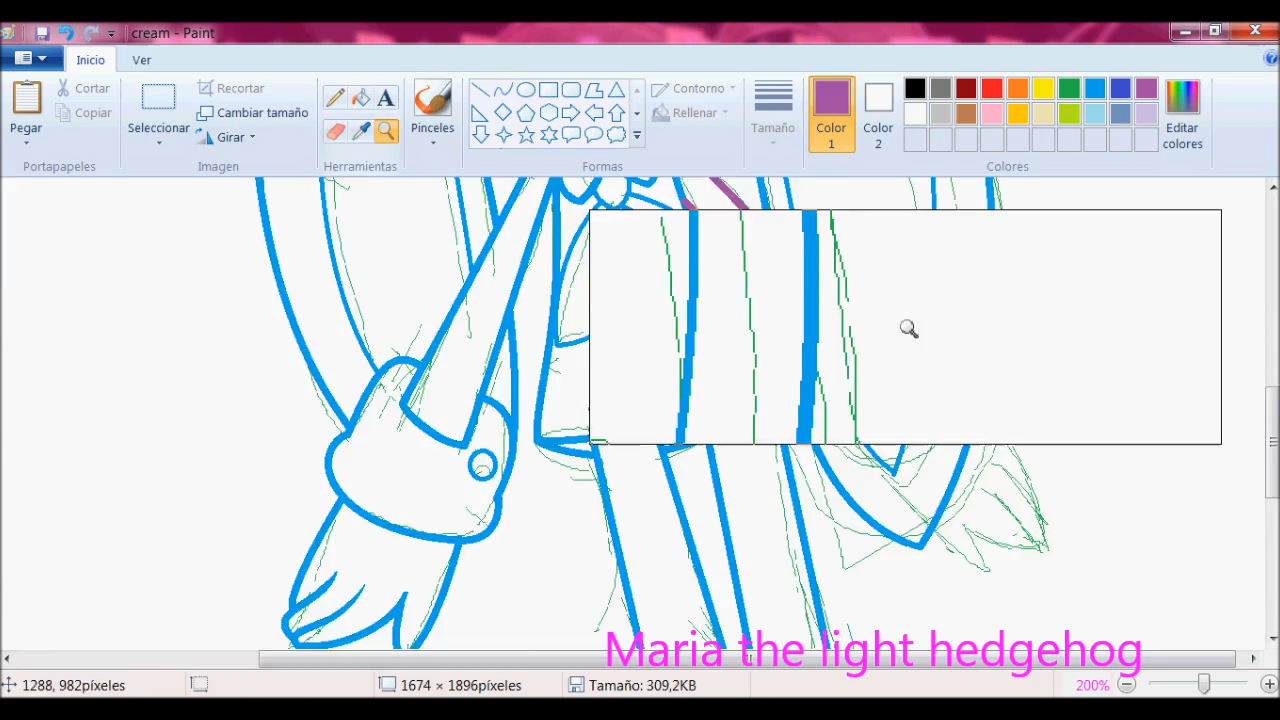 cream - Paint
Inicio
Ver
Pegar
Cortar
Copiar
Portapapeles
Seleccionar
Recortar
Cambiar tamaño
Girar
Imagen
A
Herramientas
Pinceles
Contorno
Rellenar
Formas
Tamaño
Color
1
Color
2
Editar
colores
Colores
Maria the light hedgehog
1288, 982píxeles
1674 × 1896píxeles
Tamaño: 309,2KB
200%